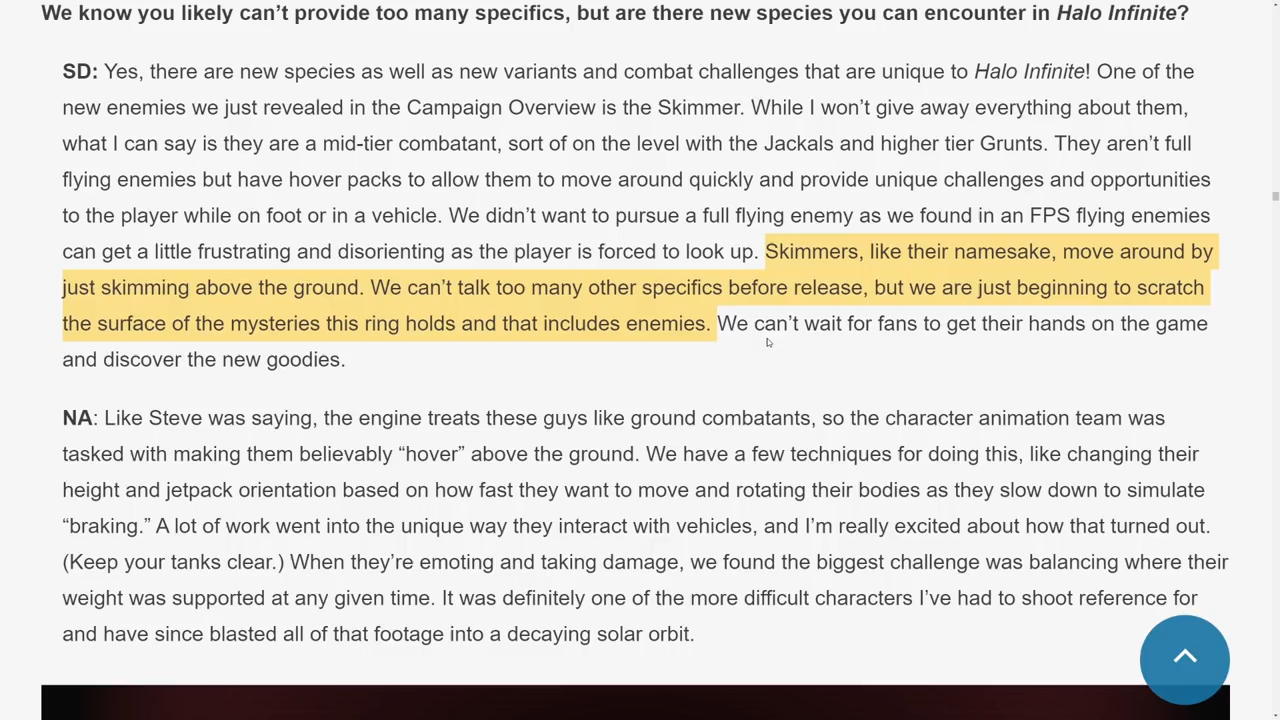 We know you likely can’t provide too many specifics, but are there new species you can encounter in Halo Infinite?
SD: Yes, there are new species as well as new variants and combat challenges that are unique to Halo Infinite! One of the
new enemies we just revealed in the Campaign Overview is the Skimmer. While I won’t give away everything about them,
what I can say is they are a mid-tier combatant, sort of on the level with the Jackals and higher tier Grunts. They aren’t full
flying enemies but have hover packs to allow them to move around quickly and provide unique challenges and opportunities
to the player while on foot or in a vehicle. We didn’t want to pursue a full flying enemy as we found in an FPS flying enemies
can get a little frustrating and disorienting as the player is forced to look up. Skimmers, like their namesake, move around by
just skimming above the ground. We can’t talk too many other specifics before release, but we are just beginning to scratch
the surface of the mysteries this ring holds and that includes enemies. We can’t wait for fans to get their hands on the game
and discover the new goodies.
NA: Like Steve was saying, the engine treats these guys like ground combatants, so the character animation team was
tasked with making them believably “hover” above the ground. We have a few techniques for doing this, like changing their
height and jetpack orientation based on how fast they want to move and rotating their bodies as they slow down to simulate
“braking.” A lot of work went into the unique way they interact with vehicles, and I’m really excited about how that turned out.
(Keep your tanks clear.) When they’re emoting and taking damage, we found the biggest challenge was balancing where their
weight was supported at any given time. It was definitely one of the more difficult characters I’ve had to shoot reference for
and have since blasted all of that footage into a decaying solar orbit.